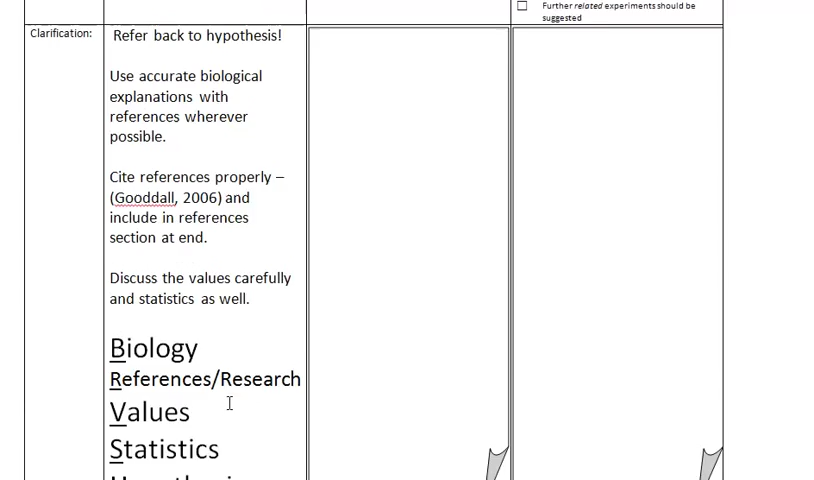 Further related experiments should be
suggested
Clarification:
Refer back to hypothesis!
Use accurate biological
explanations with
references wherever
possible.
Cite references properly –
(Gooddall, 2006) and
include in references
section at end.
Discuss the values carefully
and statistics as well.
Biology
References/Research
Values
Statistics